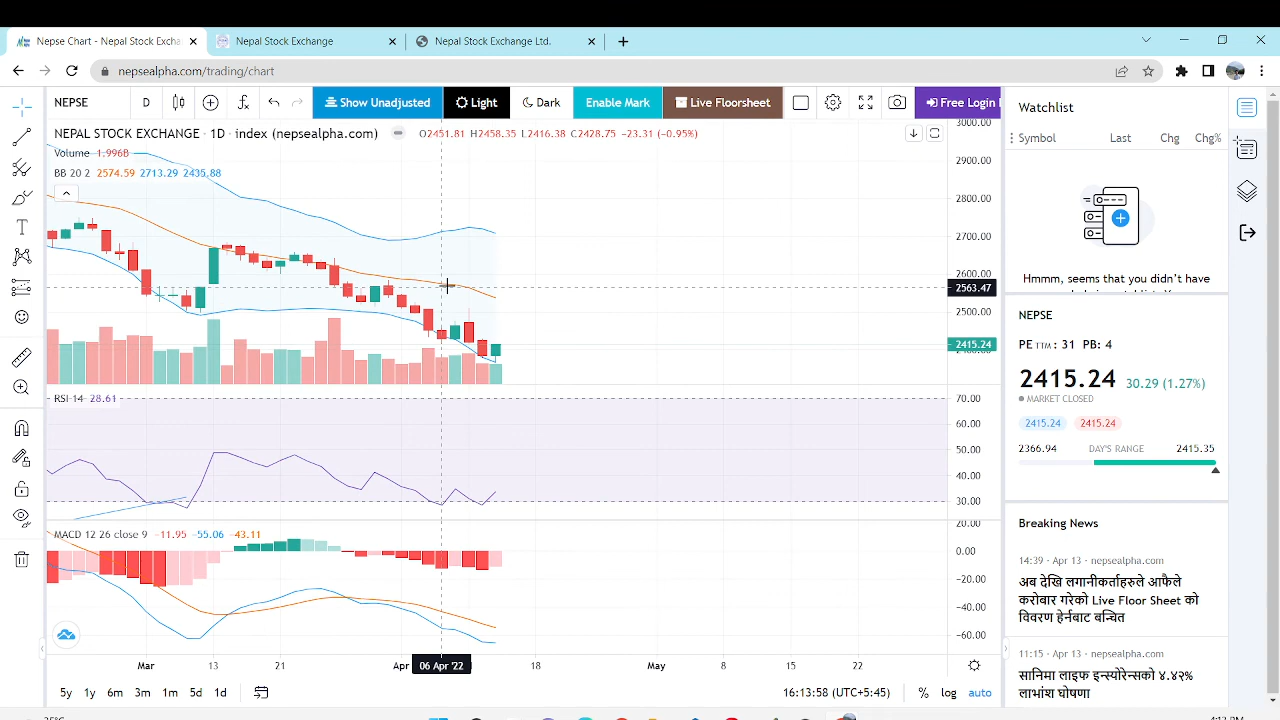 Nepse Chart - Nepal Stock Excha
Nepal Stock Exchange
Nepal Stock Exchange Ltd.
nepsealpha.com/trading/chart
NEPSE
D
Show Unadjusted
Light
Dark
Enable Mark
Live Floorsheet
Free Login
NEPAL STOCK EXCHANGE · 1D · index (nepsealpha.com)
O2451.81 H2458.35 L2416.38 C2428.75 −23.31 (−0.95%)
Volume 1.996B
BB 20 2 2574.59 2713.29 2435.88
3000.00
2900.00
2800.00
2700.00
2600.00
2563.47
2500.00
2415.24
RSI 14 28.61
70.00
60.00
50.00
40.00
30.00
MACD 12 26 close 9 −11.95 −55.06 −43.11
20.00
0.00
−20.00
−40.00
−60.00
Mar
13
21
Apr
06 Apr '22
18
May
8
15
22
5y 1y 6m 3m 1m 5d 1d
16:13:58 (UTC+5:45)
% log auto
Watchlist
Symbol Last Chg Chg%
Hmmm, seems that you didn't have
NEPSE
PE TTM : 31 PB: 4
2415.24 30.29 (1.27%)
MARKET CLOSED
2415.24 2415.24
2366.94 DAY'S RANGE 2415.35
Breaking News
14:39 · Apr 13 · nepsealpha.com
अब देखि लगानीकर्ताहरुले आफैले
करोबार गरेको Live Floor Sheet को
विवरण हेर्नबाट बन्चित
11:15 · Apr 13 · nepsealpha.com
सानिमा लाइफ इन्स्योरेन्सको ४.४२%
लाभांश घोषणा